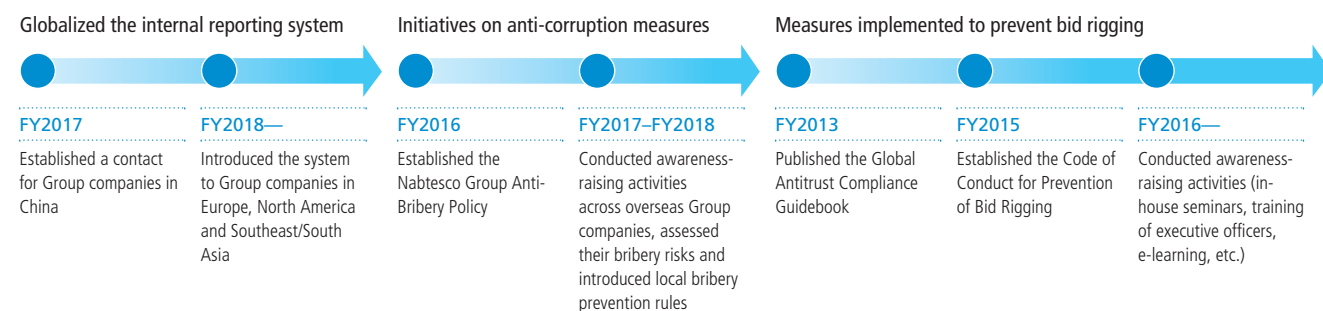 Globalized the internal reporting system
FY2017
Established a contact
for Group companies in
China
FY2018—
Introduced the system
to Group companies in
Europe, North America
and Southeast/South
Asia
Initiatives on anti-corruption measures
FY2016
Established the
Nabtesco Group Anti-
Bribery Policy
FY2017–FY2018
Conducted awareness-
raising activities
across overseas Group
companies, assessed
their bribery risks and
introduced local bribery
prevention rules
Measures implemented to prevent bid rigging
FY2013
Published the Global
Antitrust Compliance
Guidebook
FY2015
Established the Code of
Conduct for Prevention
of Bid Rigging
FY2016—
Conducted awareness-
raising activities (in-
house seminars, training
of executive officers,
e-learning, etc.)